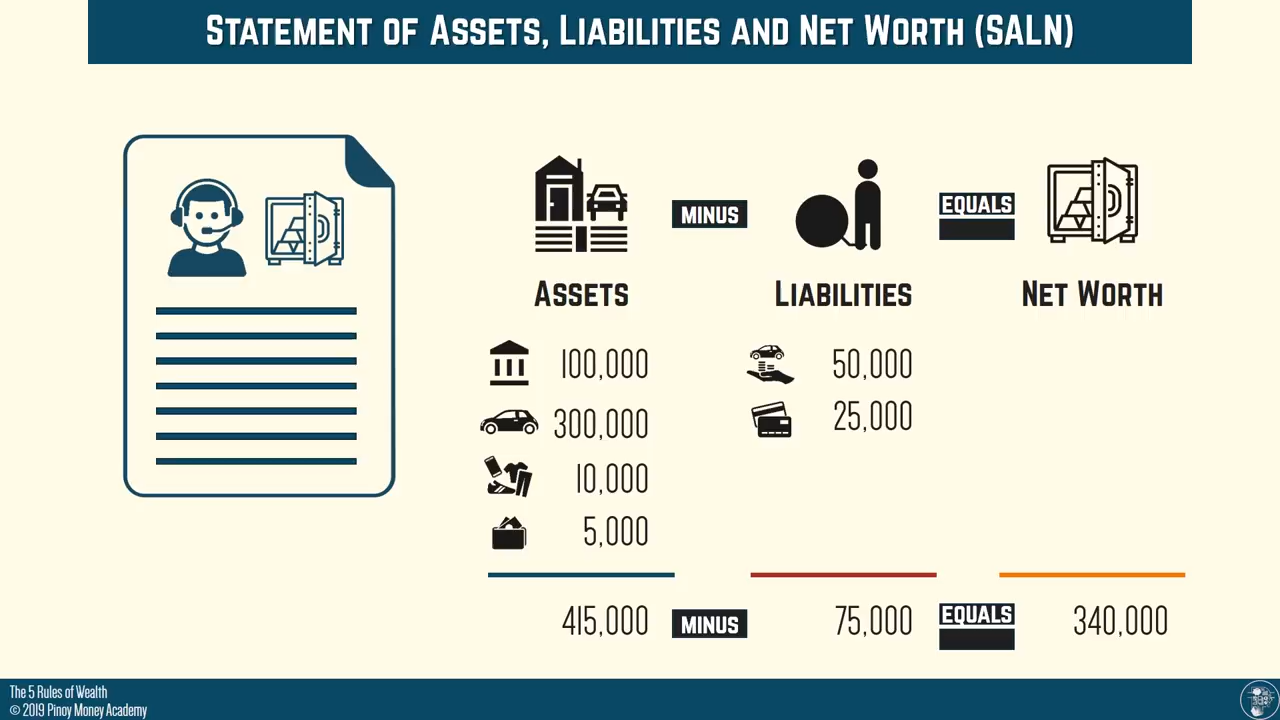 STATEMENT OF ASSETS, LIABILITIES AND NET WORTH (SALN)
MINUS
EQUALS
ASSETS
LIABILITIES
NET WORTH
100,000
50,000
300,000
25,000
10,000
5,000
415,000
MINUS
75,000
EQUALS
340,000
The 5 Rules of Wealth
© 2019 Pinoy Money Academy